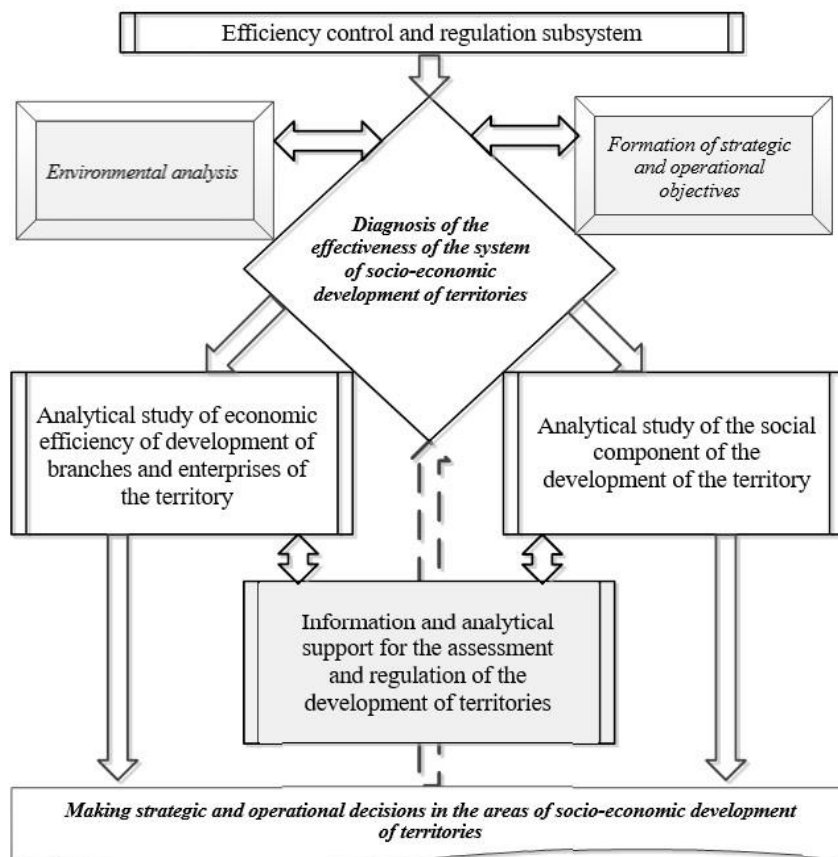 Efficiency control and regulation subsystem
Environmental analysis
Formation of strategic
and operational
objectives
Diagnosis of the
effectiveness of the system
of socio-economic
development of territories
Analytical study of economic
efficiency of development of
branches and enterprises of
the territory
Analytical study of the social
component of the
development of the territory
Information and analytical
support for the assessment
and regulation of the
development of territories
Making strategic and operational decisions in the areas of socio-economic development
of territories